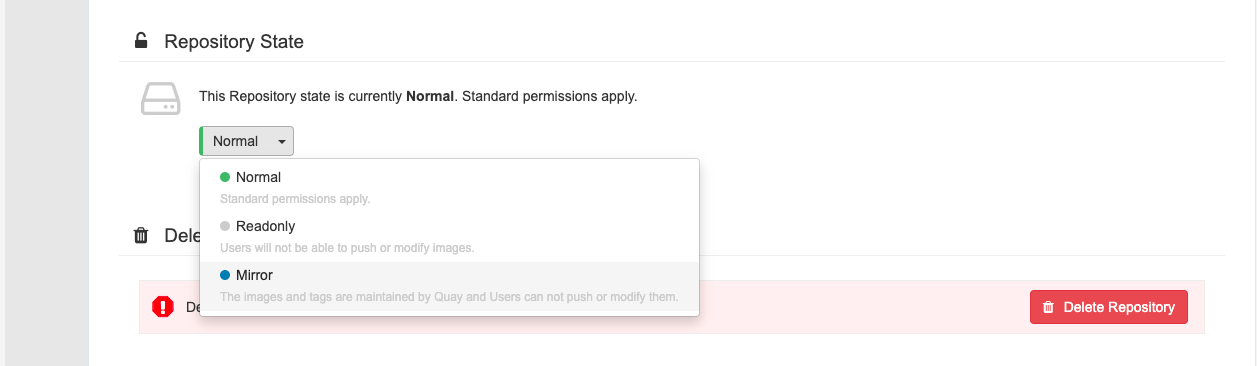 Repository State
This Repository state is currently Normal. Standard permissions apply.
Normal
Normal
Standard permissions apply.
Readonly
Users will not be able to push or modify images.
Mirror
The images and tags are maintained by Quay and Users can not push or modify them.
Delete Repository